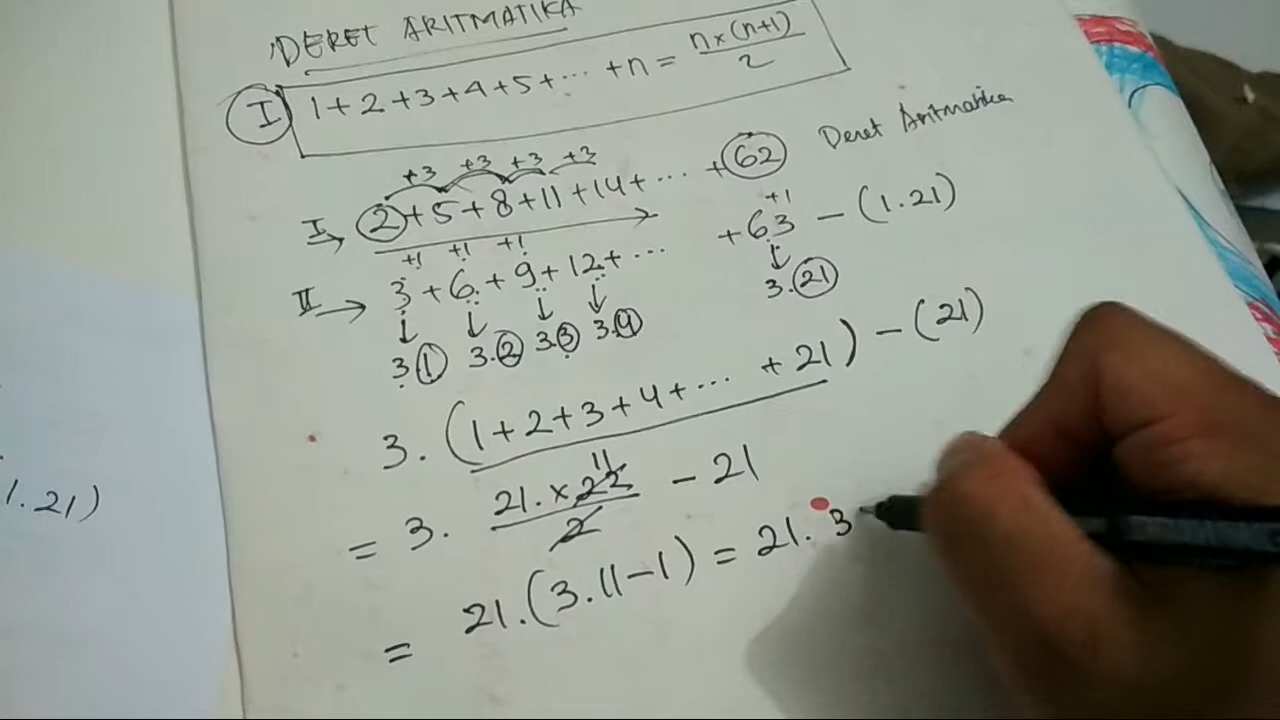 DERET ARITMATIKA
I 1+2+3+4+5+... +n = n×(n+1)/2
+3 +3 +3 +3
I→ 2+5+8+11+14+... +62 Deret Aritmatika
+1 +1 +1 +1
II→ 3+6+9+12+... +63 - (1.21)
3.1 3.2 3.3 3.4 3.21
3.(1+2+3+4+... +21) - (21)
11
= 3. 21.×22/2 - 21
= 21.(3.11-1) = 21.3
1.21)